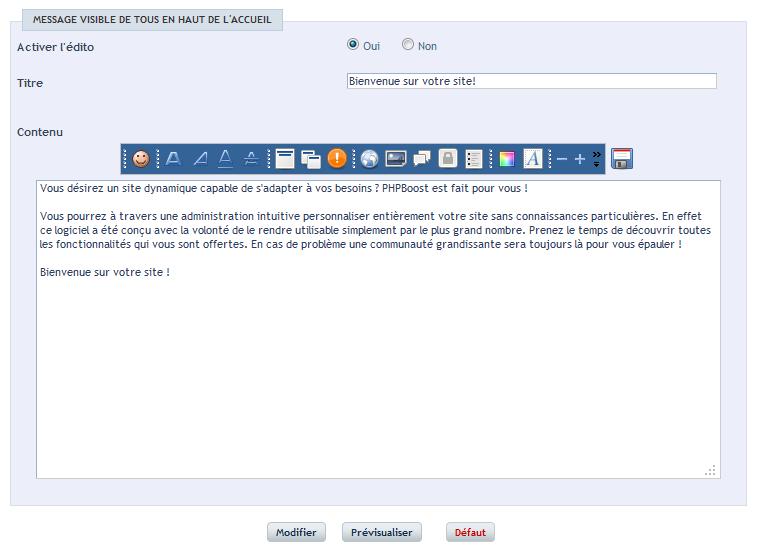 MESSAGE VISIBLE DE TOUS EN HAUT DE L'ACCUEIL
Activer l'édito
Oui Non
Titre
Bienvenue sur votre site!
Contenu
Vous désirez un site dynamique capable de s'adapter à vos besoins ? PHPBoost est fait pour vous !
Vous pourrez à travers une administration intuitive personnaliser entièrement votre site sans connaissances particulières. En effet
ce logiciel a été conçu avec la volonté de le rendre utilisable simplement par le plus grand nombre. Prenez le temps de découvrir toutes
les fonctionnalités qui vous sont offertes. En cas de problème une communauté grandissante sera toujours là pour vous épauler !
Bienvenue sur votre site !
Modifier Prévisualiser Défaut